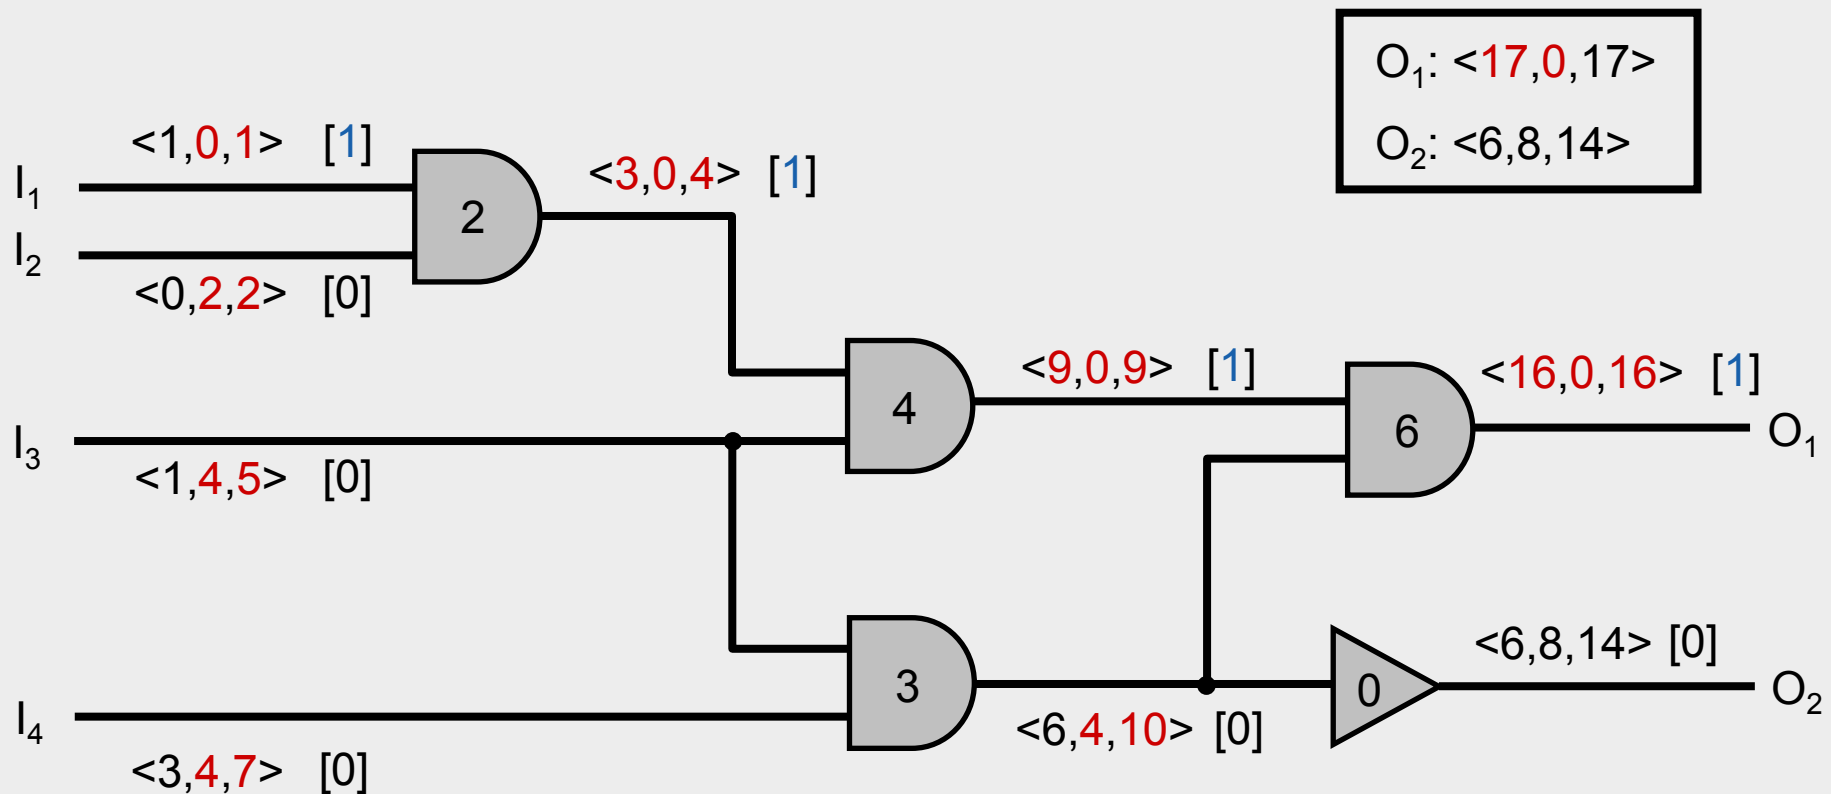 O1: <17,0,17>
O2: <6,8,14>
<1,0,1> [1]
I1
2
<3,0,4> [1]
I2
<0,2,2> [0]
<9,0,9> [1]
<16,0,16> [1]
4
6
O1
I3
<1,4,5> [0]
<6,8,14> [0]
3
0
O2
I4
<6,4,10> [0]
<3,4,7> [0]